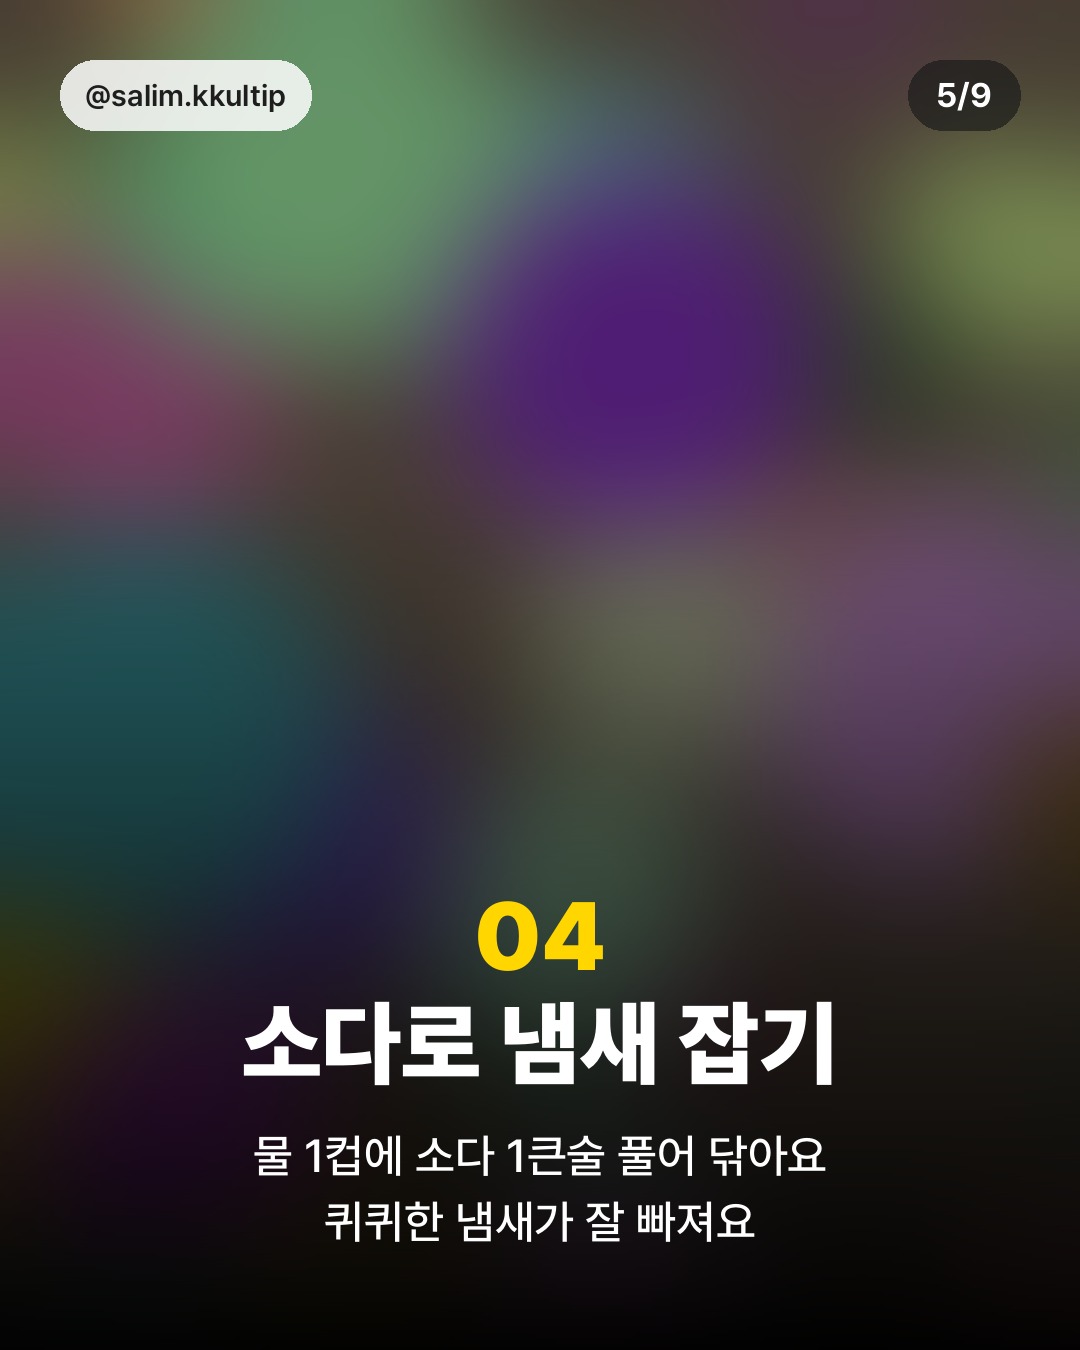 @salim.kkultip
5/9
04
소다로 냄새 잡기
물 1컵에 소다 1큰술 풀어 닦아요
퀴퀴한 냄새가 잘 빠져요